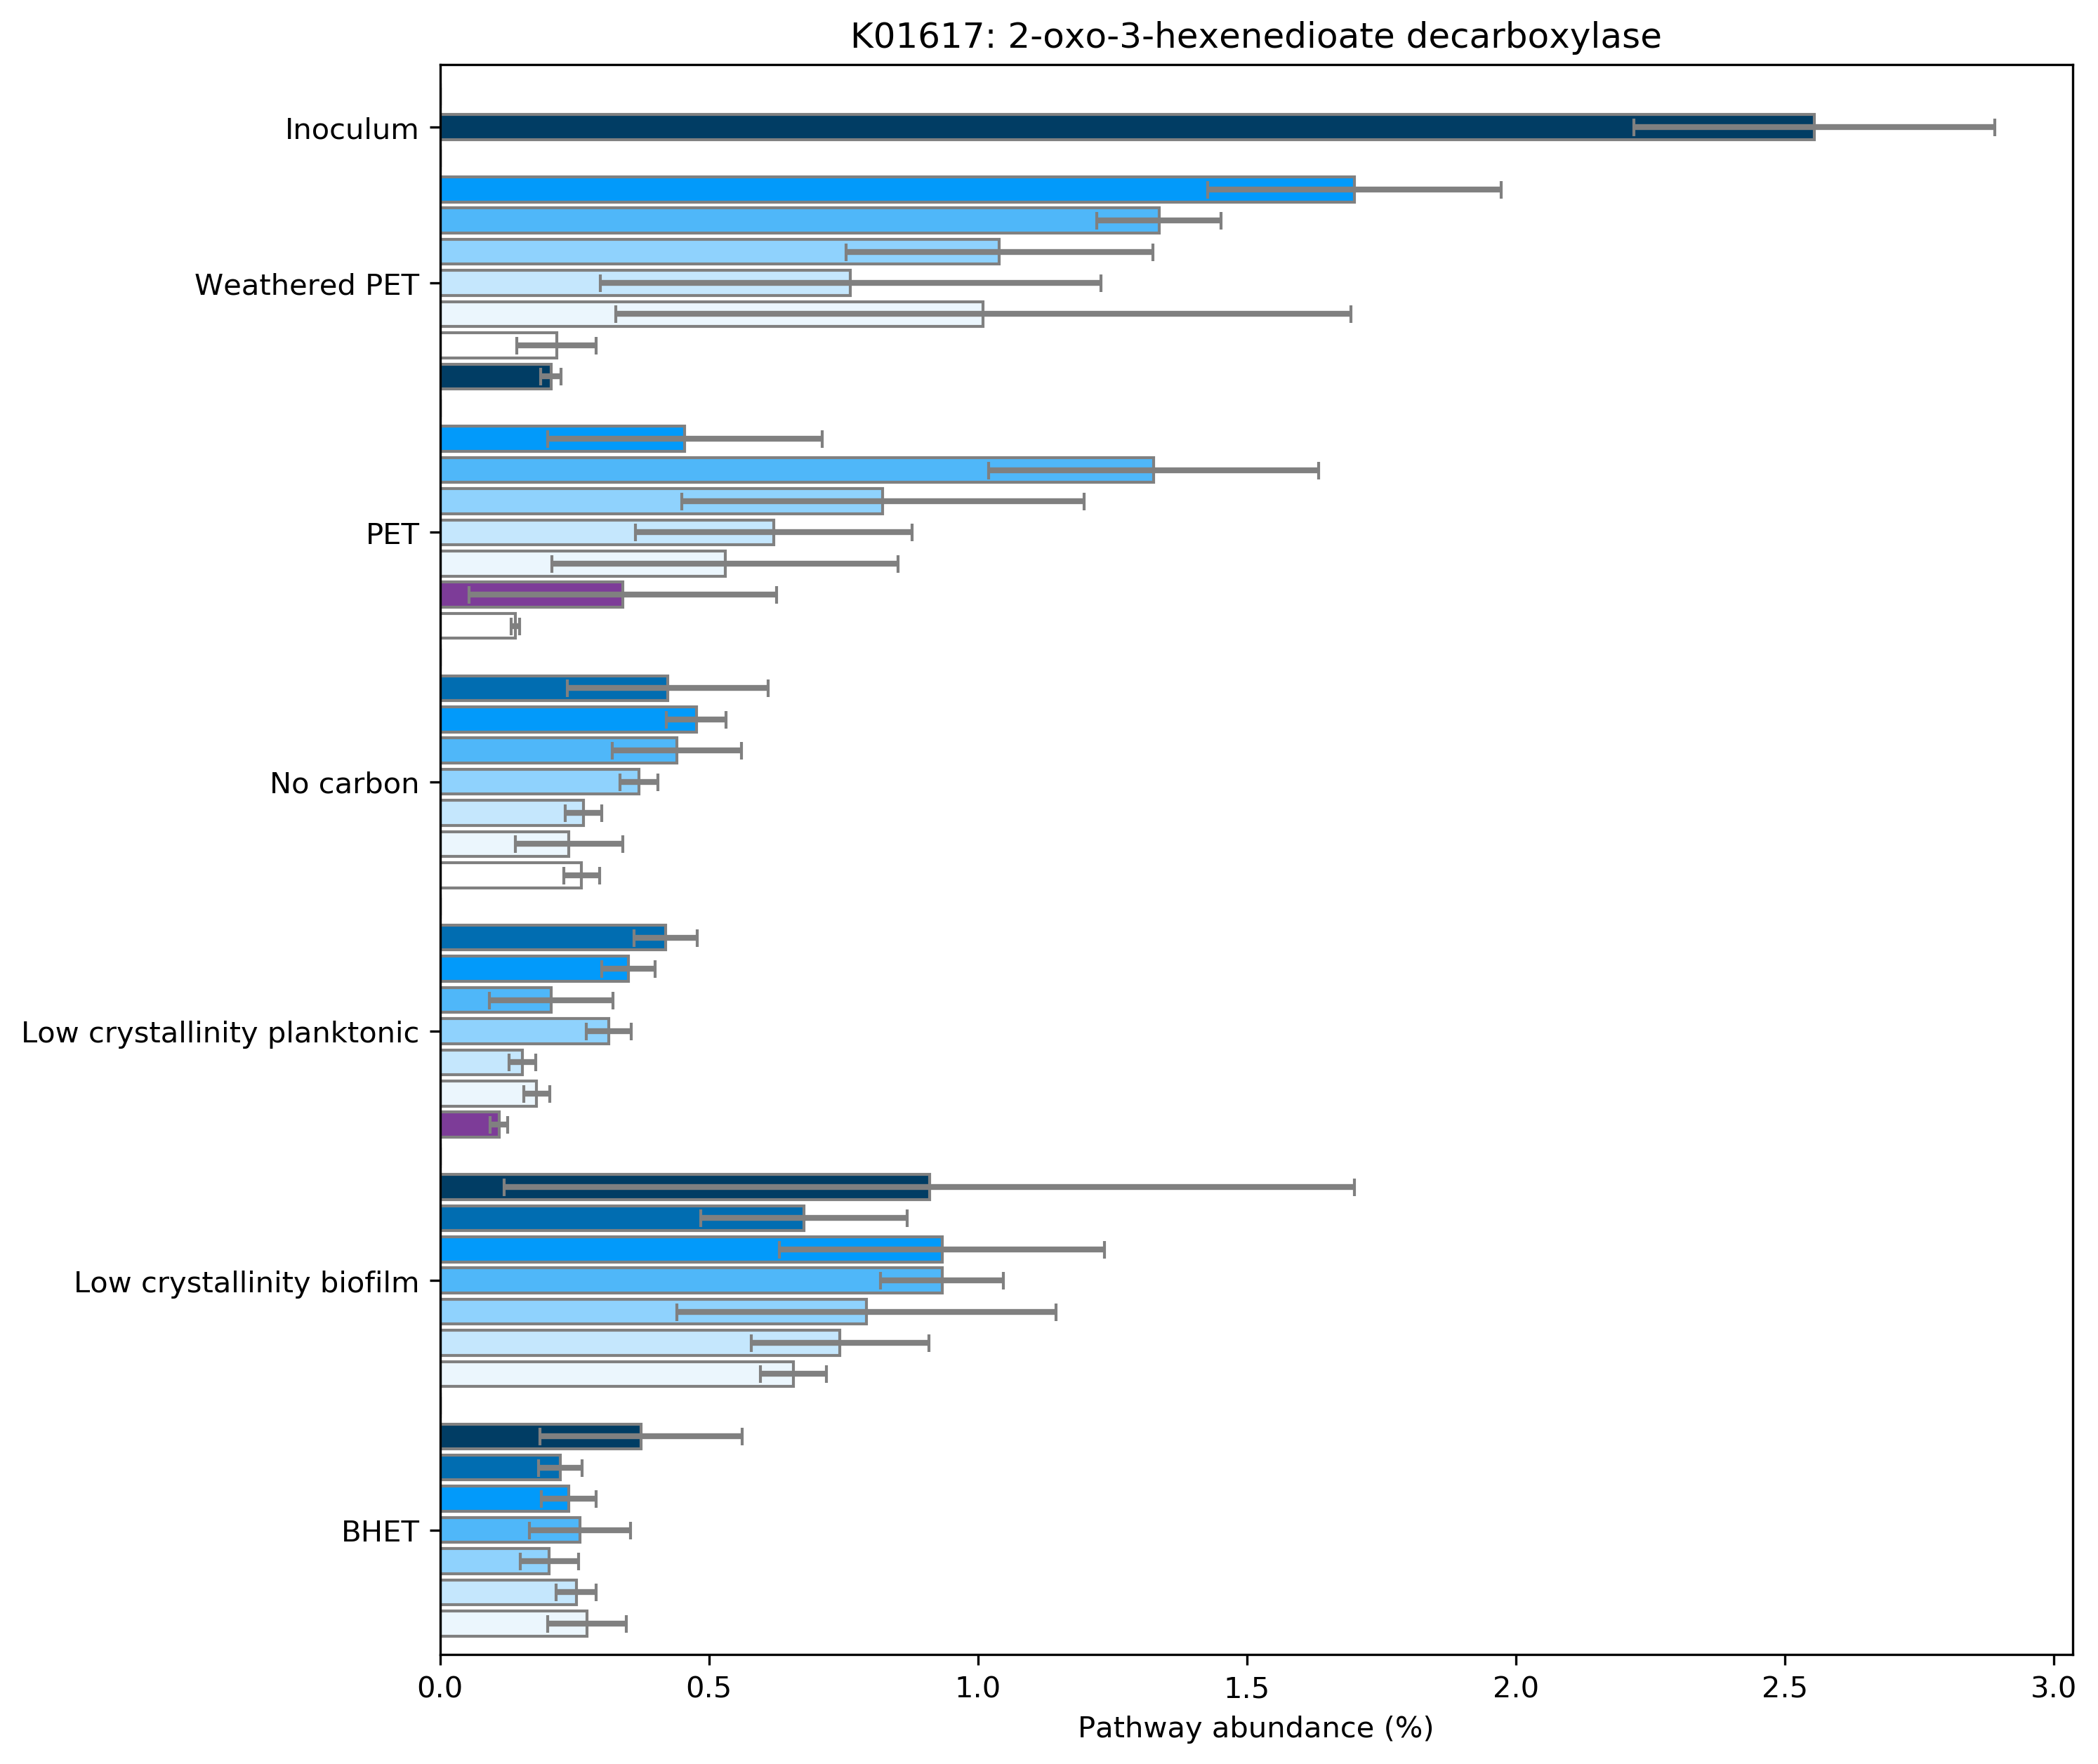 K01617: 2-oxo-3-hexenedioate decarboxylase
Inoculum
Weathered PET
PET
No carbon
Low crystallinity planktonic
Low crystallinity biofilm
BHET
0.0 0.5 1.0 1.5 2.0 2.5 3.0
Pathway abundance (%)